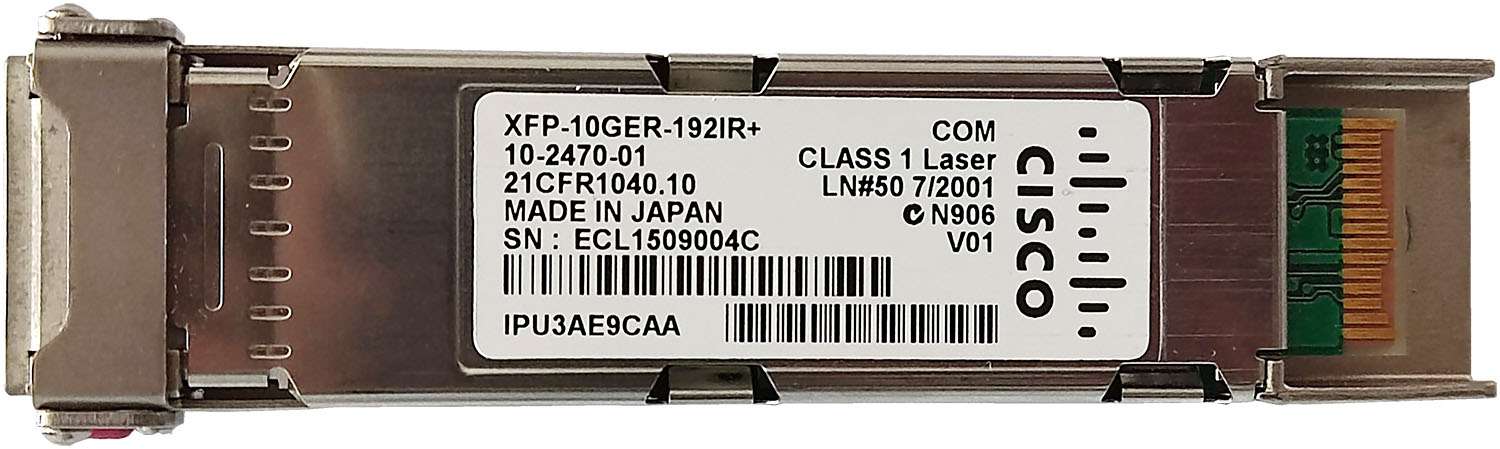 XFP-10GER-192IR+
10-2470-01
21CFR1040.10
MADE IN JAPAN
SN : ECL1509004C
IPU3AE9CAA
COM
CLASS 1 Laser
LN#50 7/2001
N906
V01
CISCO